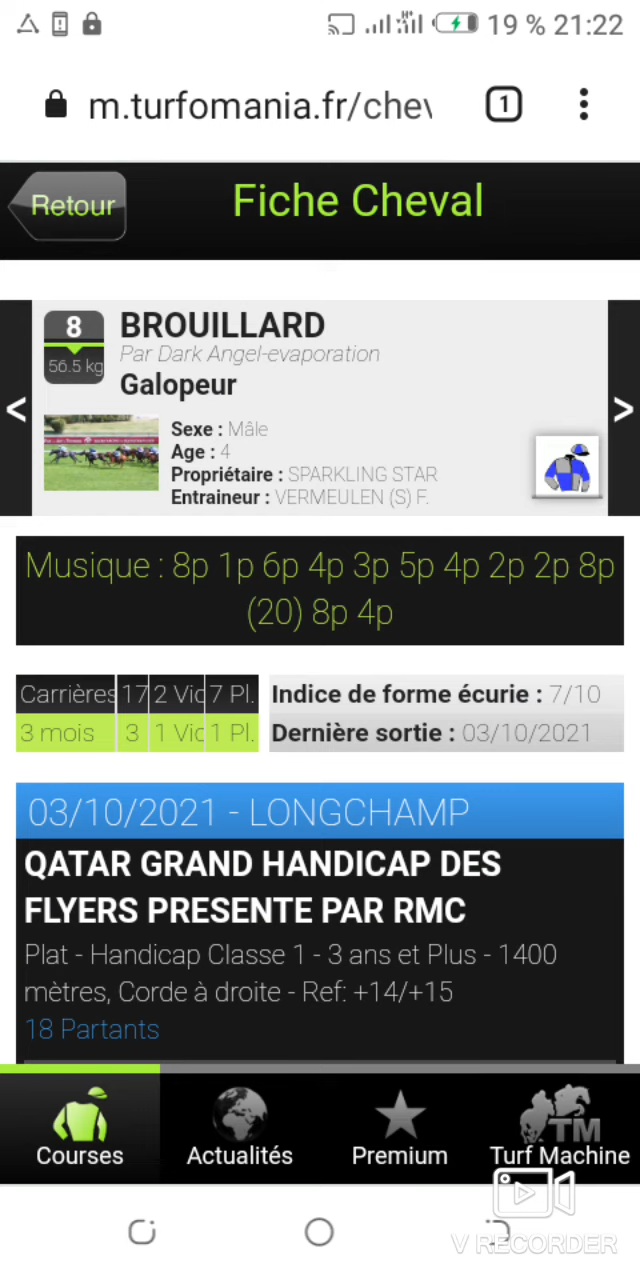 19 % 21:22
m.turfomania.fr/chev
1
Retour
Fiche Cheval
8
56.5 kg
BROUILLARD
Par Dark Angel-evaporation
Galopeur
<
>
Sexe : Mâle
Age : 4
Propriétaire : SPARKLING STAR
Entraineur : VERMEULEN (S) F.
Musique : 8p 1p 6p 4p 3p 5p 4p 2p 2p 8p
(20) 8p 4p
Carrières 17 2 Vic 7 Pl.
3 mois 3 1 Vic 1 Pl.
Indice de forme écurie : 7/10
Dernière sortie : 03/10/2021
03/10/2021 - LONGCHAMP
QATAR GRAND HANDICAP DES
FLYERS PRESENTE PAR RMC
Plat - Handicap Classe 1 - 3 ans et Plus - 1400
mètres, Corde à droite - Ref: +14/+15
18 Partants
TM
Courses Actualités Premium Turf Machine
V RECORDER